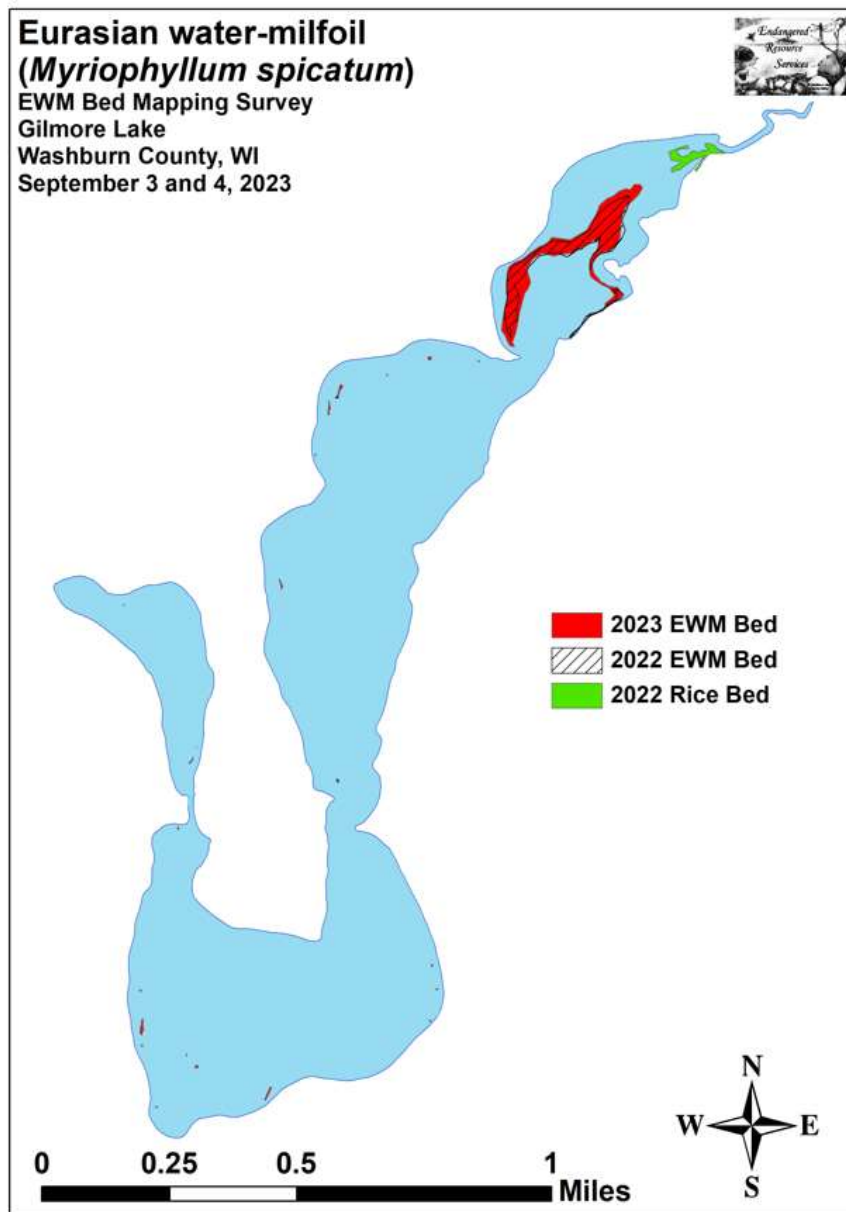 Eurasian water-milfoil
(Myriophyllum spicatum)
EWM Bed Mapping Survey
Gilmore Lake
Washburn County, WI
September 3 and 4, 2023
Endangered
Resource
Services
2023 EWM Bed
2022 EWM Bed
2022 Rice Bed
N
W E
S
0 0.25 0.5 1
Miles